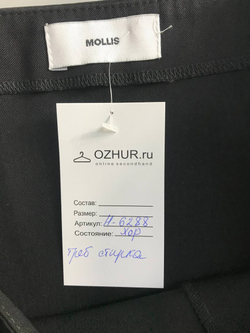 MOLLIS
OZHUR.ru
online secondhand
Состав:
Размер:
Артикул: Н-6288
Состояние: хор
треб стирка